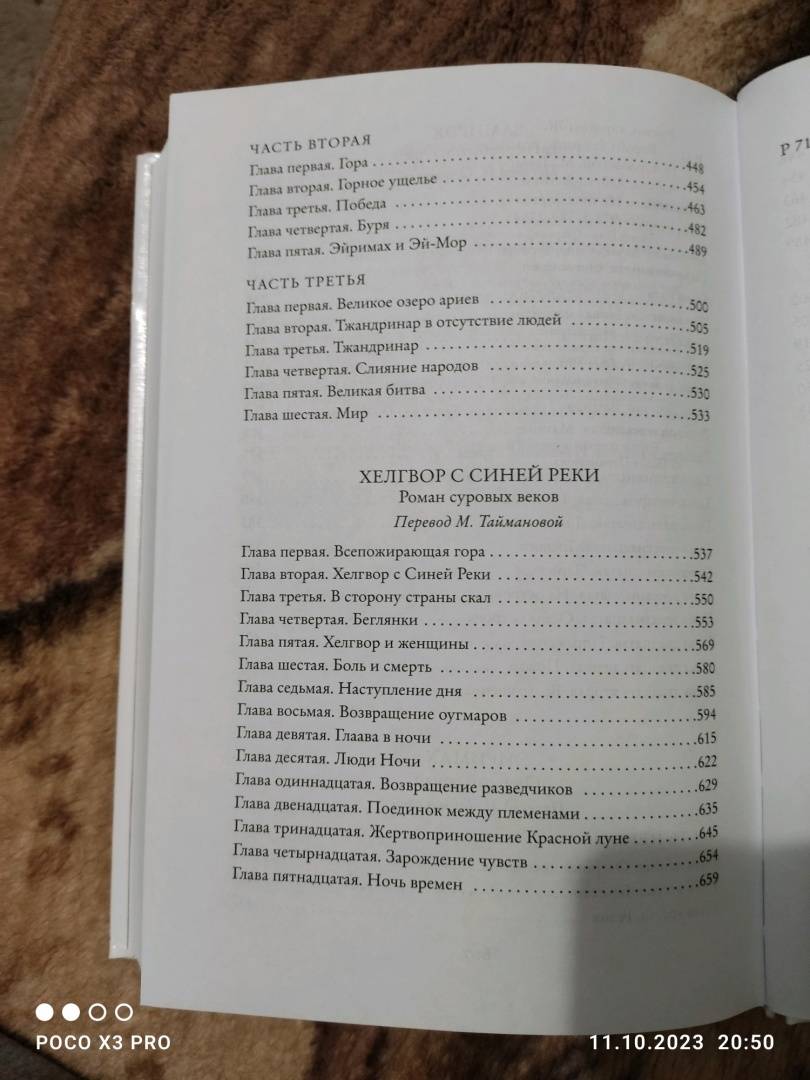 ЧАСТЬ ВТОРАЯ
Глава первая. Гора ........................................448
Глава вторая. Горное ущелье ........................................454
Глава третья. Победа ........................................463
Глава четвертая. Буря ........................................482
Глава пятая. Эйримах и Эй-Мор ........................................489
ЧАСТЬ ТРЕТЬЯ
Глава первая. Великое озеро ариев ........................................500
Глава вторая. Тжандринар в отсутствие людей ........................................505
Глава третья. Тжандринар ........................................519
Глава четвертая. Слияние народов ........................................525
Глава пятая. Великая битва ........................................530
Глава шестая. Мир ........................................533
ХЕЛГВОР С СИНЕЙ РЕКИ
Роман суровых веков
Перевод М. Таймановой
Глава первая. Всепожирающая гора ........................................537
Глава вторая. Хелгвор с Синей Реки ........................................542
Глава третья. В сторону страны скал ........................................550
Глава четвертая. Беглянки ........................................553
Глава пятая. Хелгвор и женщины ........................................569
Глава шестая. Боль и смерть ........................................580
Глава седьмая. Наступление дня ........................................585
Глава восьмая. Возвращение оугмаров ........................................594
Глава девятая. Глаава в ночи ........................................615
Глава десятая. Люди Ночи ........................................622
Глава одиннадцатая. Возвращение разведчиков ........................................629
Глава двенадцатая. Поединок между племенами ........................................635
Глава тринадцатая. Жертвоприношение Красной луне ........................................645
Глава четырнадцатая. Зарождение чувств ........................................654
Глава пятнадцатая. Ночь времен ........................................659
Р 71
POCO X3 PRO
11.10.2023 20:50